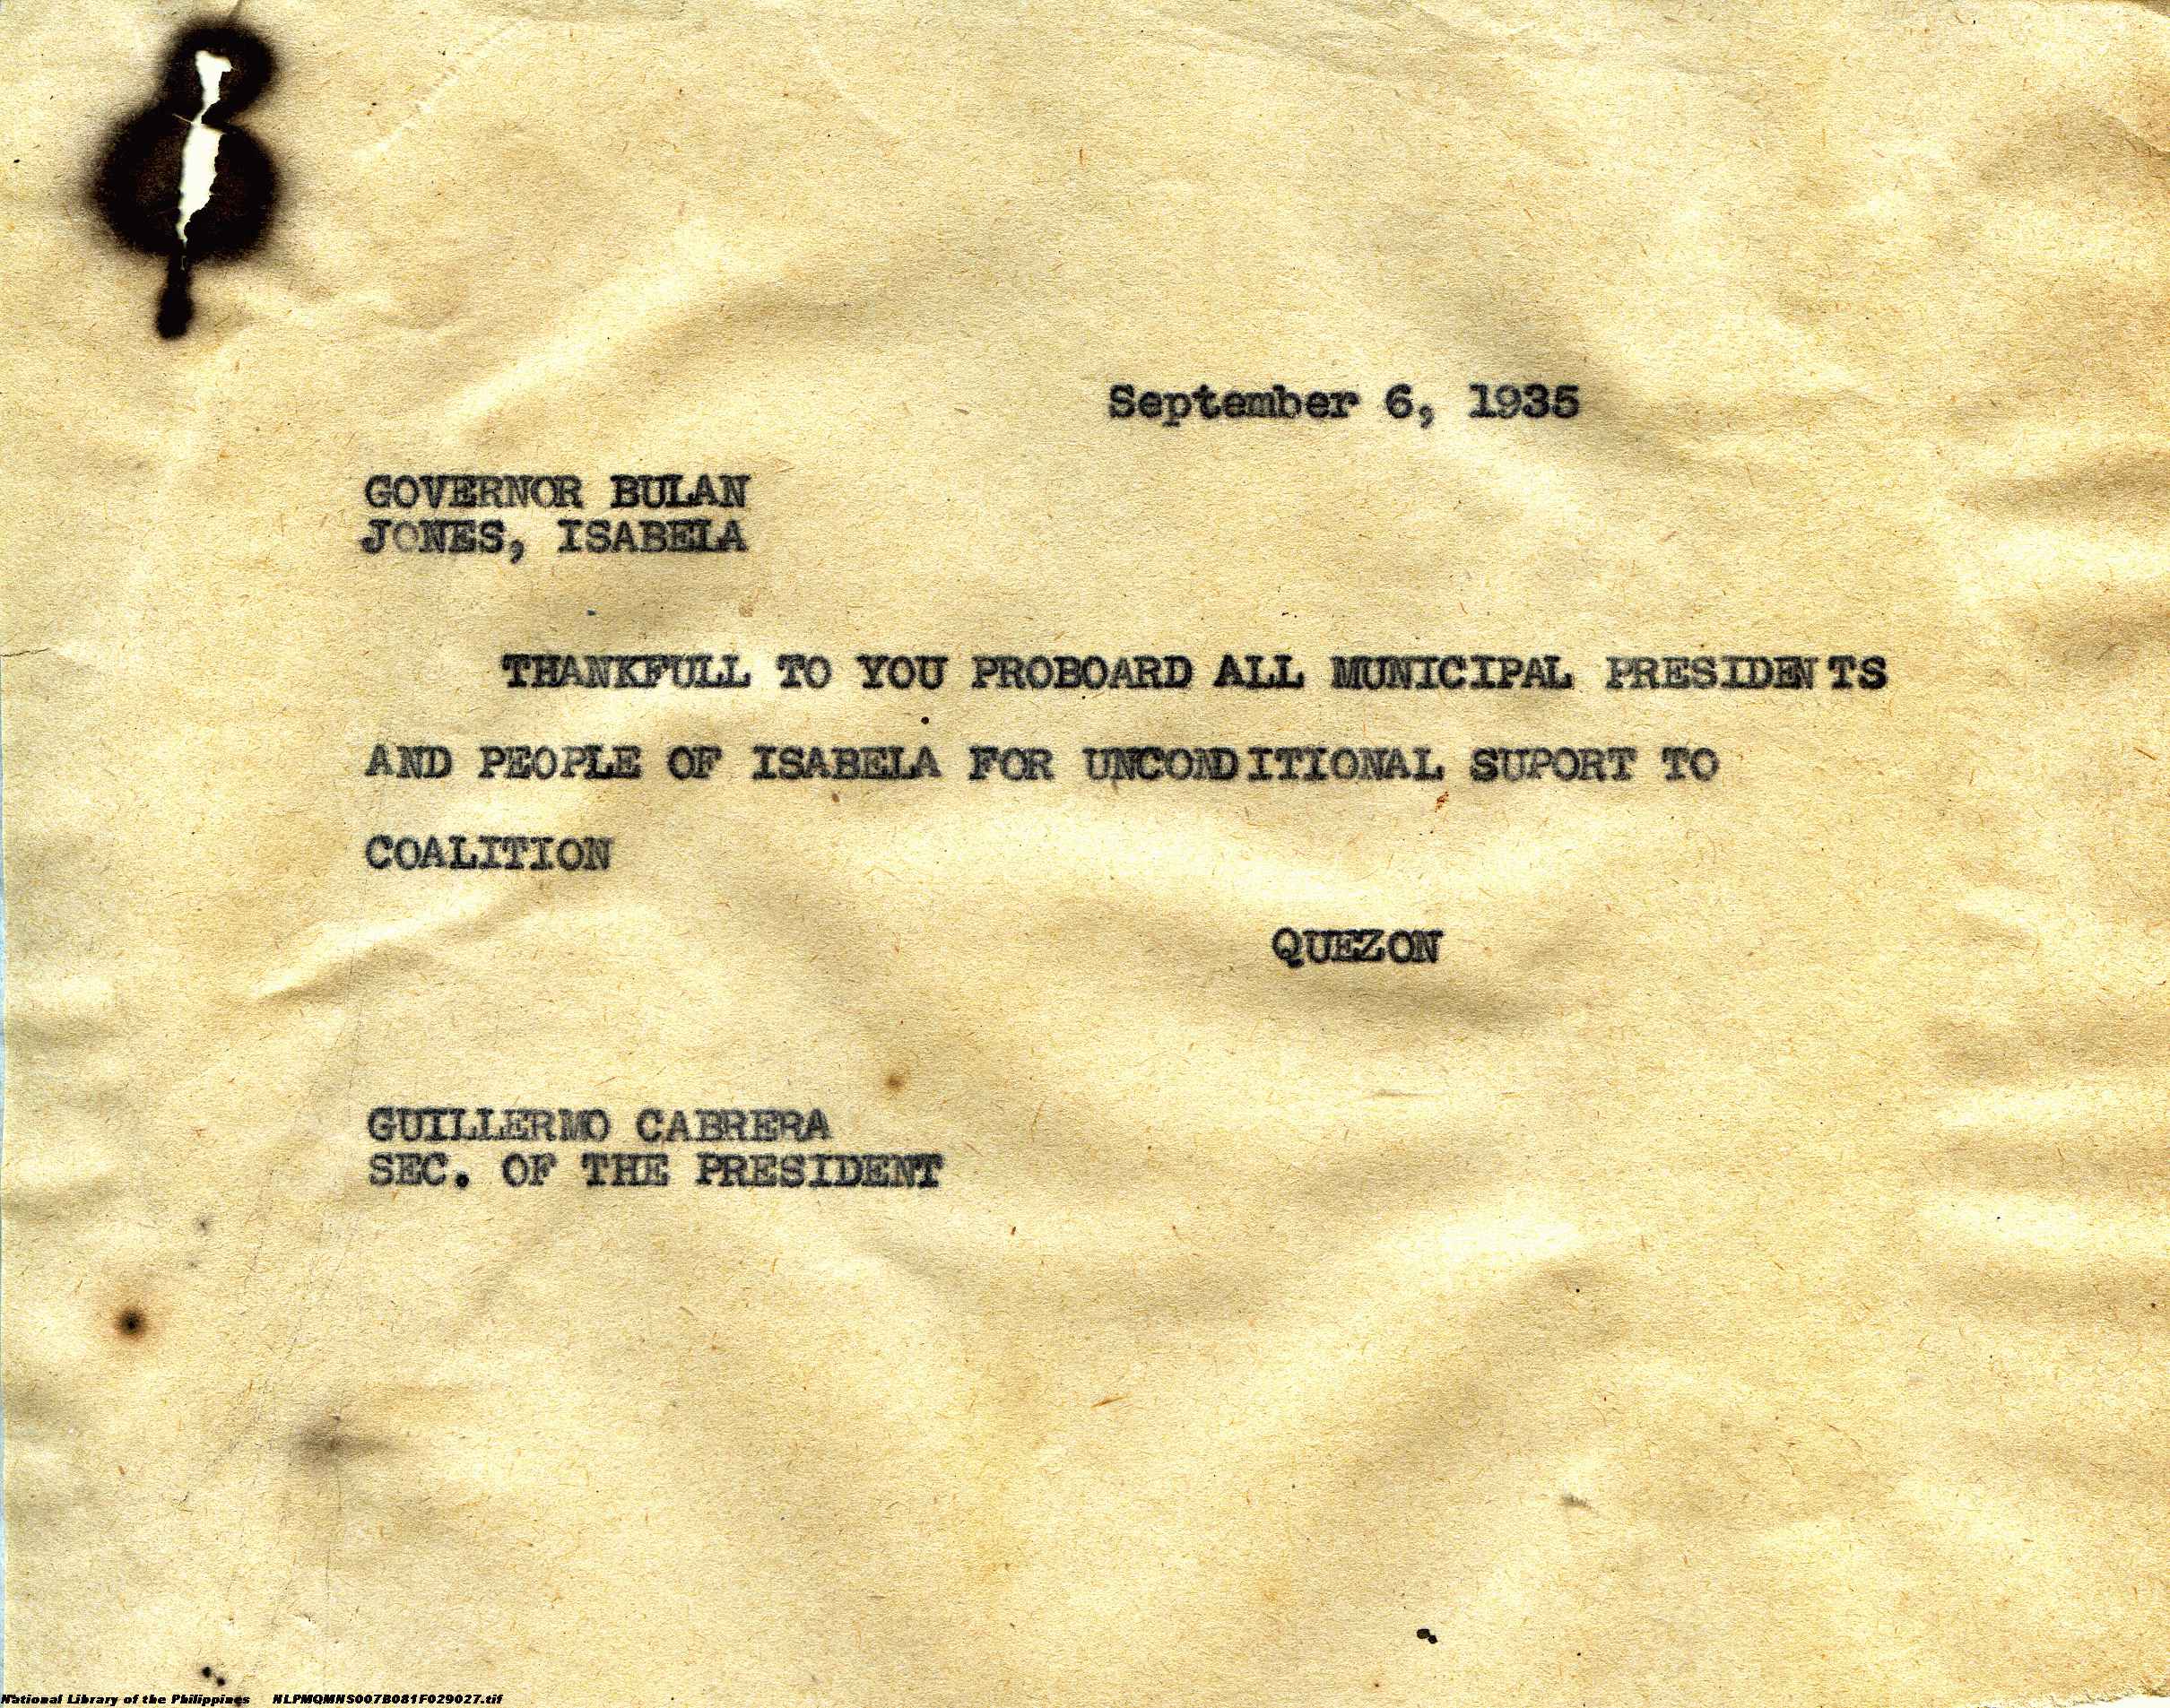 September 6, 1935
GOVERNOR BULAN
JONES, ISABELA
THANKFULL TO YOU PROBOARD ALL MUNICIPAL PRESIDENTS
AND PEOPLE OF ISABELA FOR UNCONDITIONAL SUPORT TO
COALITION
QUEZON
GUILLERMO CABRERA
SEC. OF THE PRESIDENT
National Library of the Philippines NLPMQMNS007B081F029027.tif